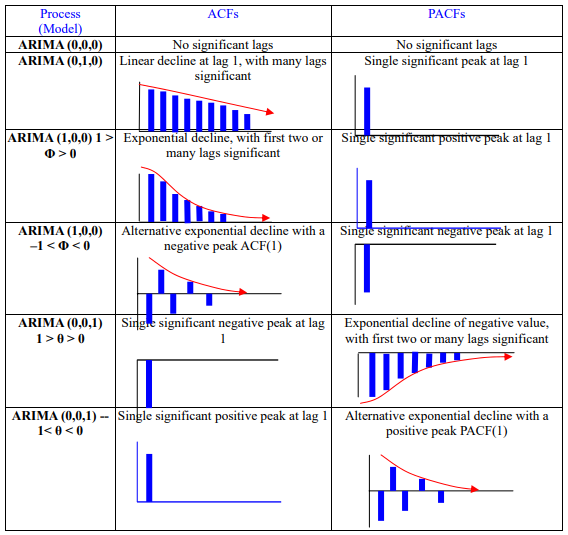 Process
(Model)
ACFs
PACFs
ARIMA (0,0,0)
No significant lags
No significant lags
ARIMA (0,1,0)
Linear decline at lag 1, with many lags
significant
Single significant peak at lag 1
ARIMA (1,0,0) 1 >
Φ > 0
Exponential decline, with first two or
many lags significant
Single significant positive peak at lag 1
ARIMA (1,0,0)
–1 < Φ < 0
Alternative exponential decline with a
negative peak ACF(1)
Single significant negative peak at lag 1
ARIMA (0,0,1)
1 > θ > 0
Single significant negative peak at lag
1
Exponential decline of negative value,
with first two or many lags significant
ARIMA (0,0,1) --
1< θ < 0
Single significant positive peak at lag 1
Alternative exponential decline with a
positive peak PACF(1)